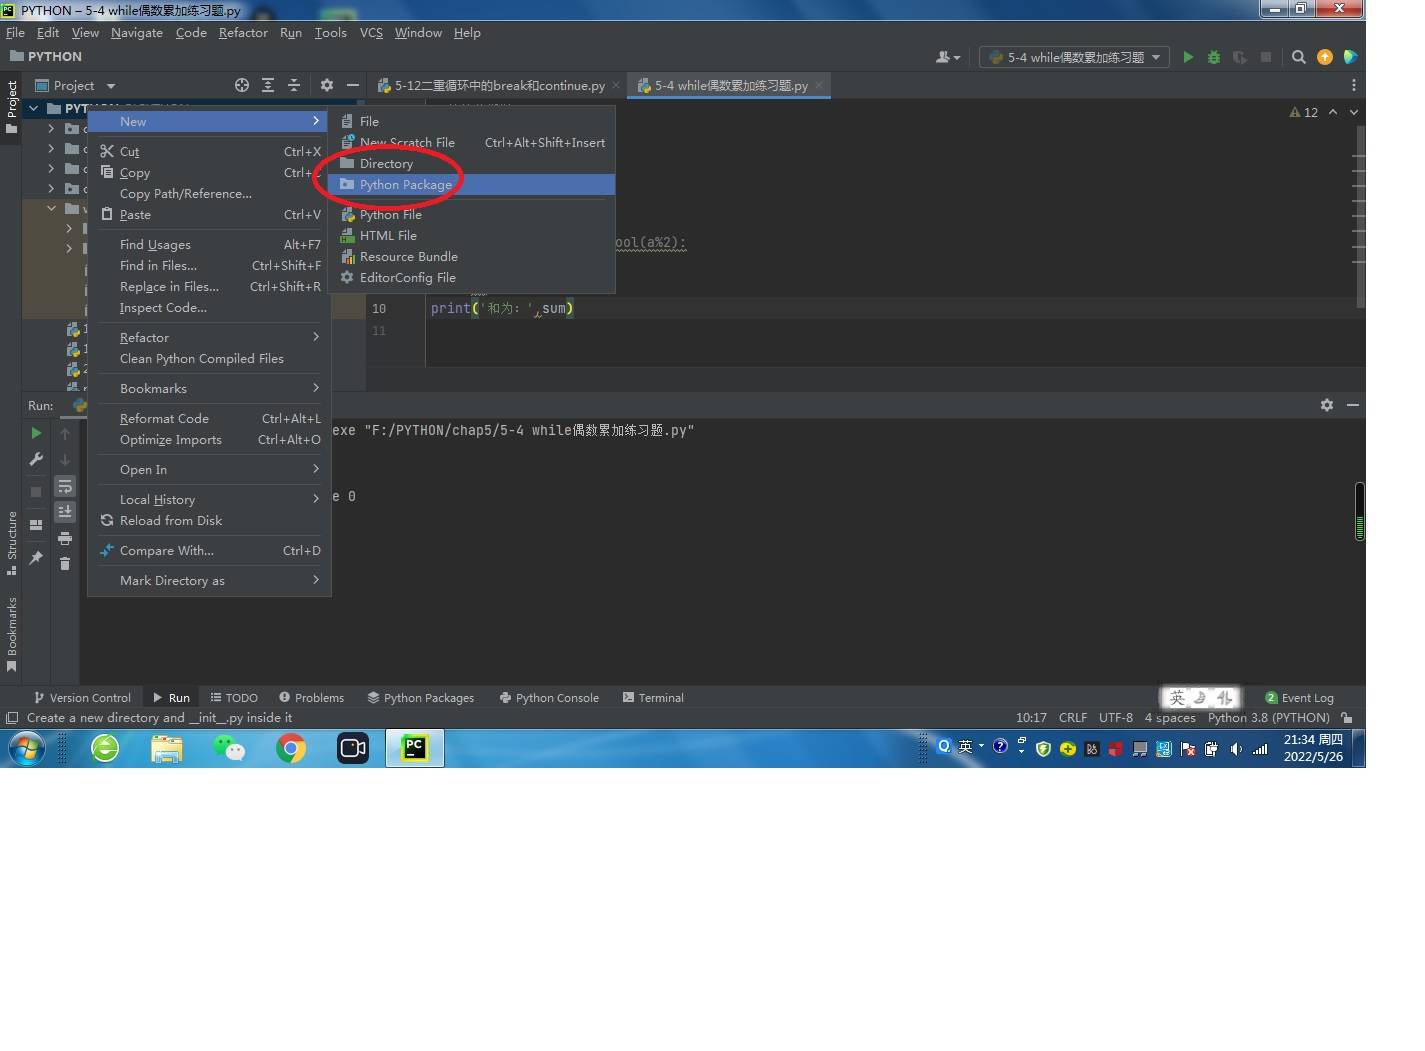 PYTHON – 5-4 while偶数累加练习题.py
File Edit View Navigate Code Refactor Run Tools VCS Window Help
PYTHON
5-4 while偶数累加练习题
Project
Project
5-12二重循环中的break和continue.py
5-4 while偶数累加练习题.py
12
New
Cut Ctrl+X
Copy
Copy Path/Reference...
Paste Ctrl+V
Find Usages Alt+F7
Find in Files... Ctrl+Shift+F
Replace in Files... Ctrl+Shift+R
Inspect Code...
Refactor
Clean Python Compiled Files
Bookmarks
Reformat Code Ctrl+Alt+L
Optimize Imports Ctrl+Alt+O
Open In
Local History
Reload from Disk
Compare With... Ctrl+D
Mark Directory as
File
New Scratch File Ctrl+Alt+Shift+Insert
Directory
Python Package
Python File
HTML File
Resource Bundle
EditorConfig File
ool(a%2):
10 print('和为：',sum)
11
Run:
exe "F:/PYTHON/chap5/5-4 while偶数累加练习题.py"
e 0
Structure
Bookmarks
Version Control Run TODO Problems Python Packages Python Console Terminal
英
2 Event Log
Create a new directory and __init__.py inside it
10:17 CRLF UTF-8 4 spaces Python 3.8 (PYTHON)
PC
英
21:34 周四
2022/5/26